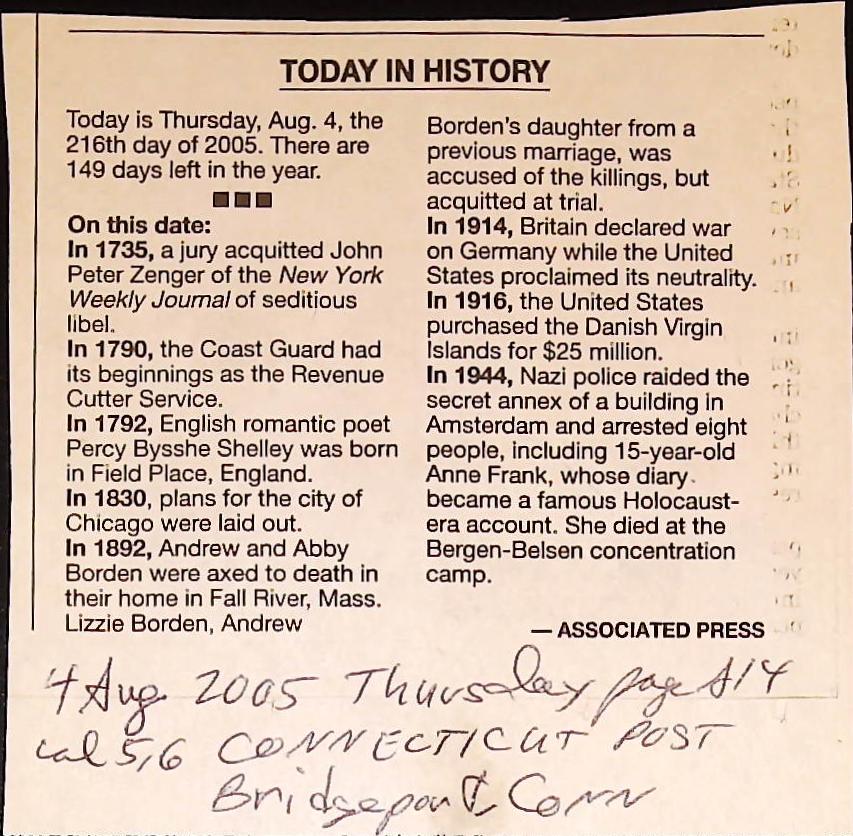 TODAY IN HISTORY
Today is Thursday, Aug. 4, the
216th day of 2005. There are
149 days left in the year.
On this date:
In 1735, a jury acquitted John
Peter Zenger of the New York
Weekly Journal of seditious
libel.
In 1790, the Coast Guard had
its beginnings as the Revenue
Cutter Service.
In 1792, English romantic poet
Percy Bysshe Shelley was born
in Field Place, England.
In 1830, plans for the city of
Chicago were laid out.
In 1892, Andrew and Abby
Borden were axed to death in
their home in Fall River, Mass.
Lizzie Borden, Andrew
Borden's daughter from a
previous marriage, was
accused of the killings, but
acquitted at trial.
In 1914, Britain declared war
on Germany while the United
States proclaimed its neutrality.
In 1916, the United States
purchased the Danish Virgin
Islands for $25 million.
In 1944, Nazi police raided the
secret annex of a building in
Amsterdam and arrested eight
people, including 15-year-old
Anne Frank, whose diary
became a famous Holocaust-
era account. She died at the
Bergen-Belsen concentration
camp.
— ASSOCIATED PRESS
4 Aug 2005 Thursday page A14
col 5,6 CONNECTICUT POST
Bridgeport Conn